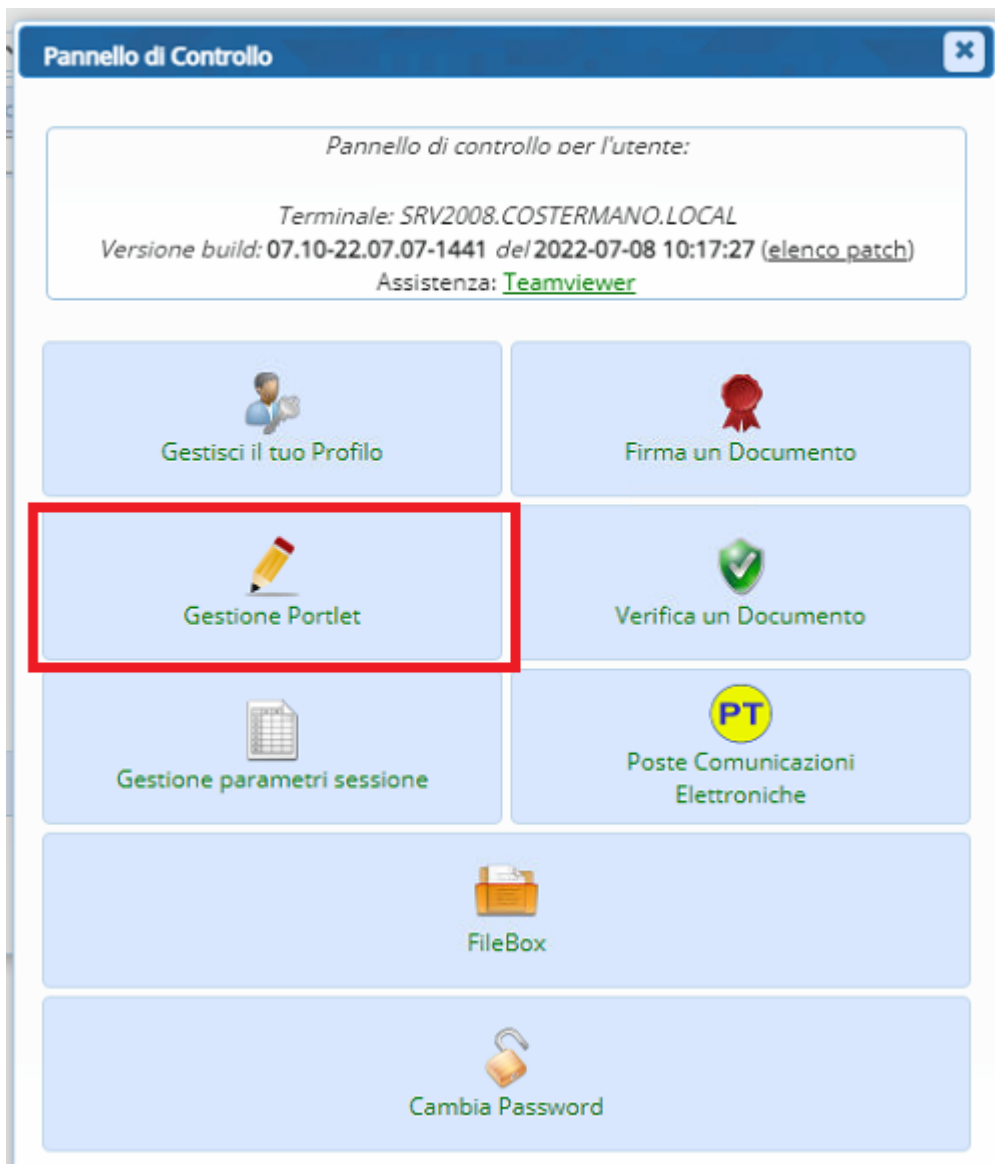 Pannello di Controllo
Pannello di controllo per l'utente:
Terminale: SRV2008.COSTERMANO.LOCAL
Versione build: 07.10-22.07.07-1441 del 2022-07-08 10:17:27 (elenco patch)
Assistenza: Teamviewer
Gestisci il tuo Profilo
Firma un Documento
Gestione Portlet
Verifica un Documento
Gestione parametri sessione
PT
Poste Comunicazioni
Elettroniche
FileBox
Cambia Password